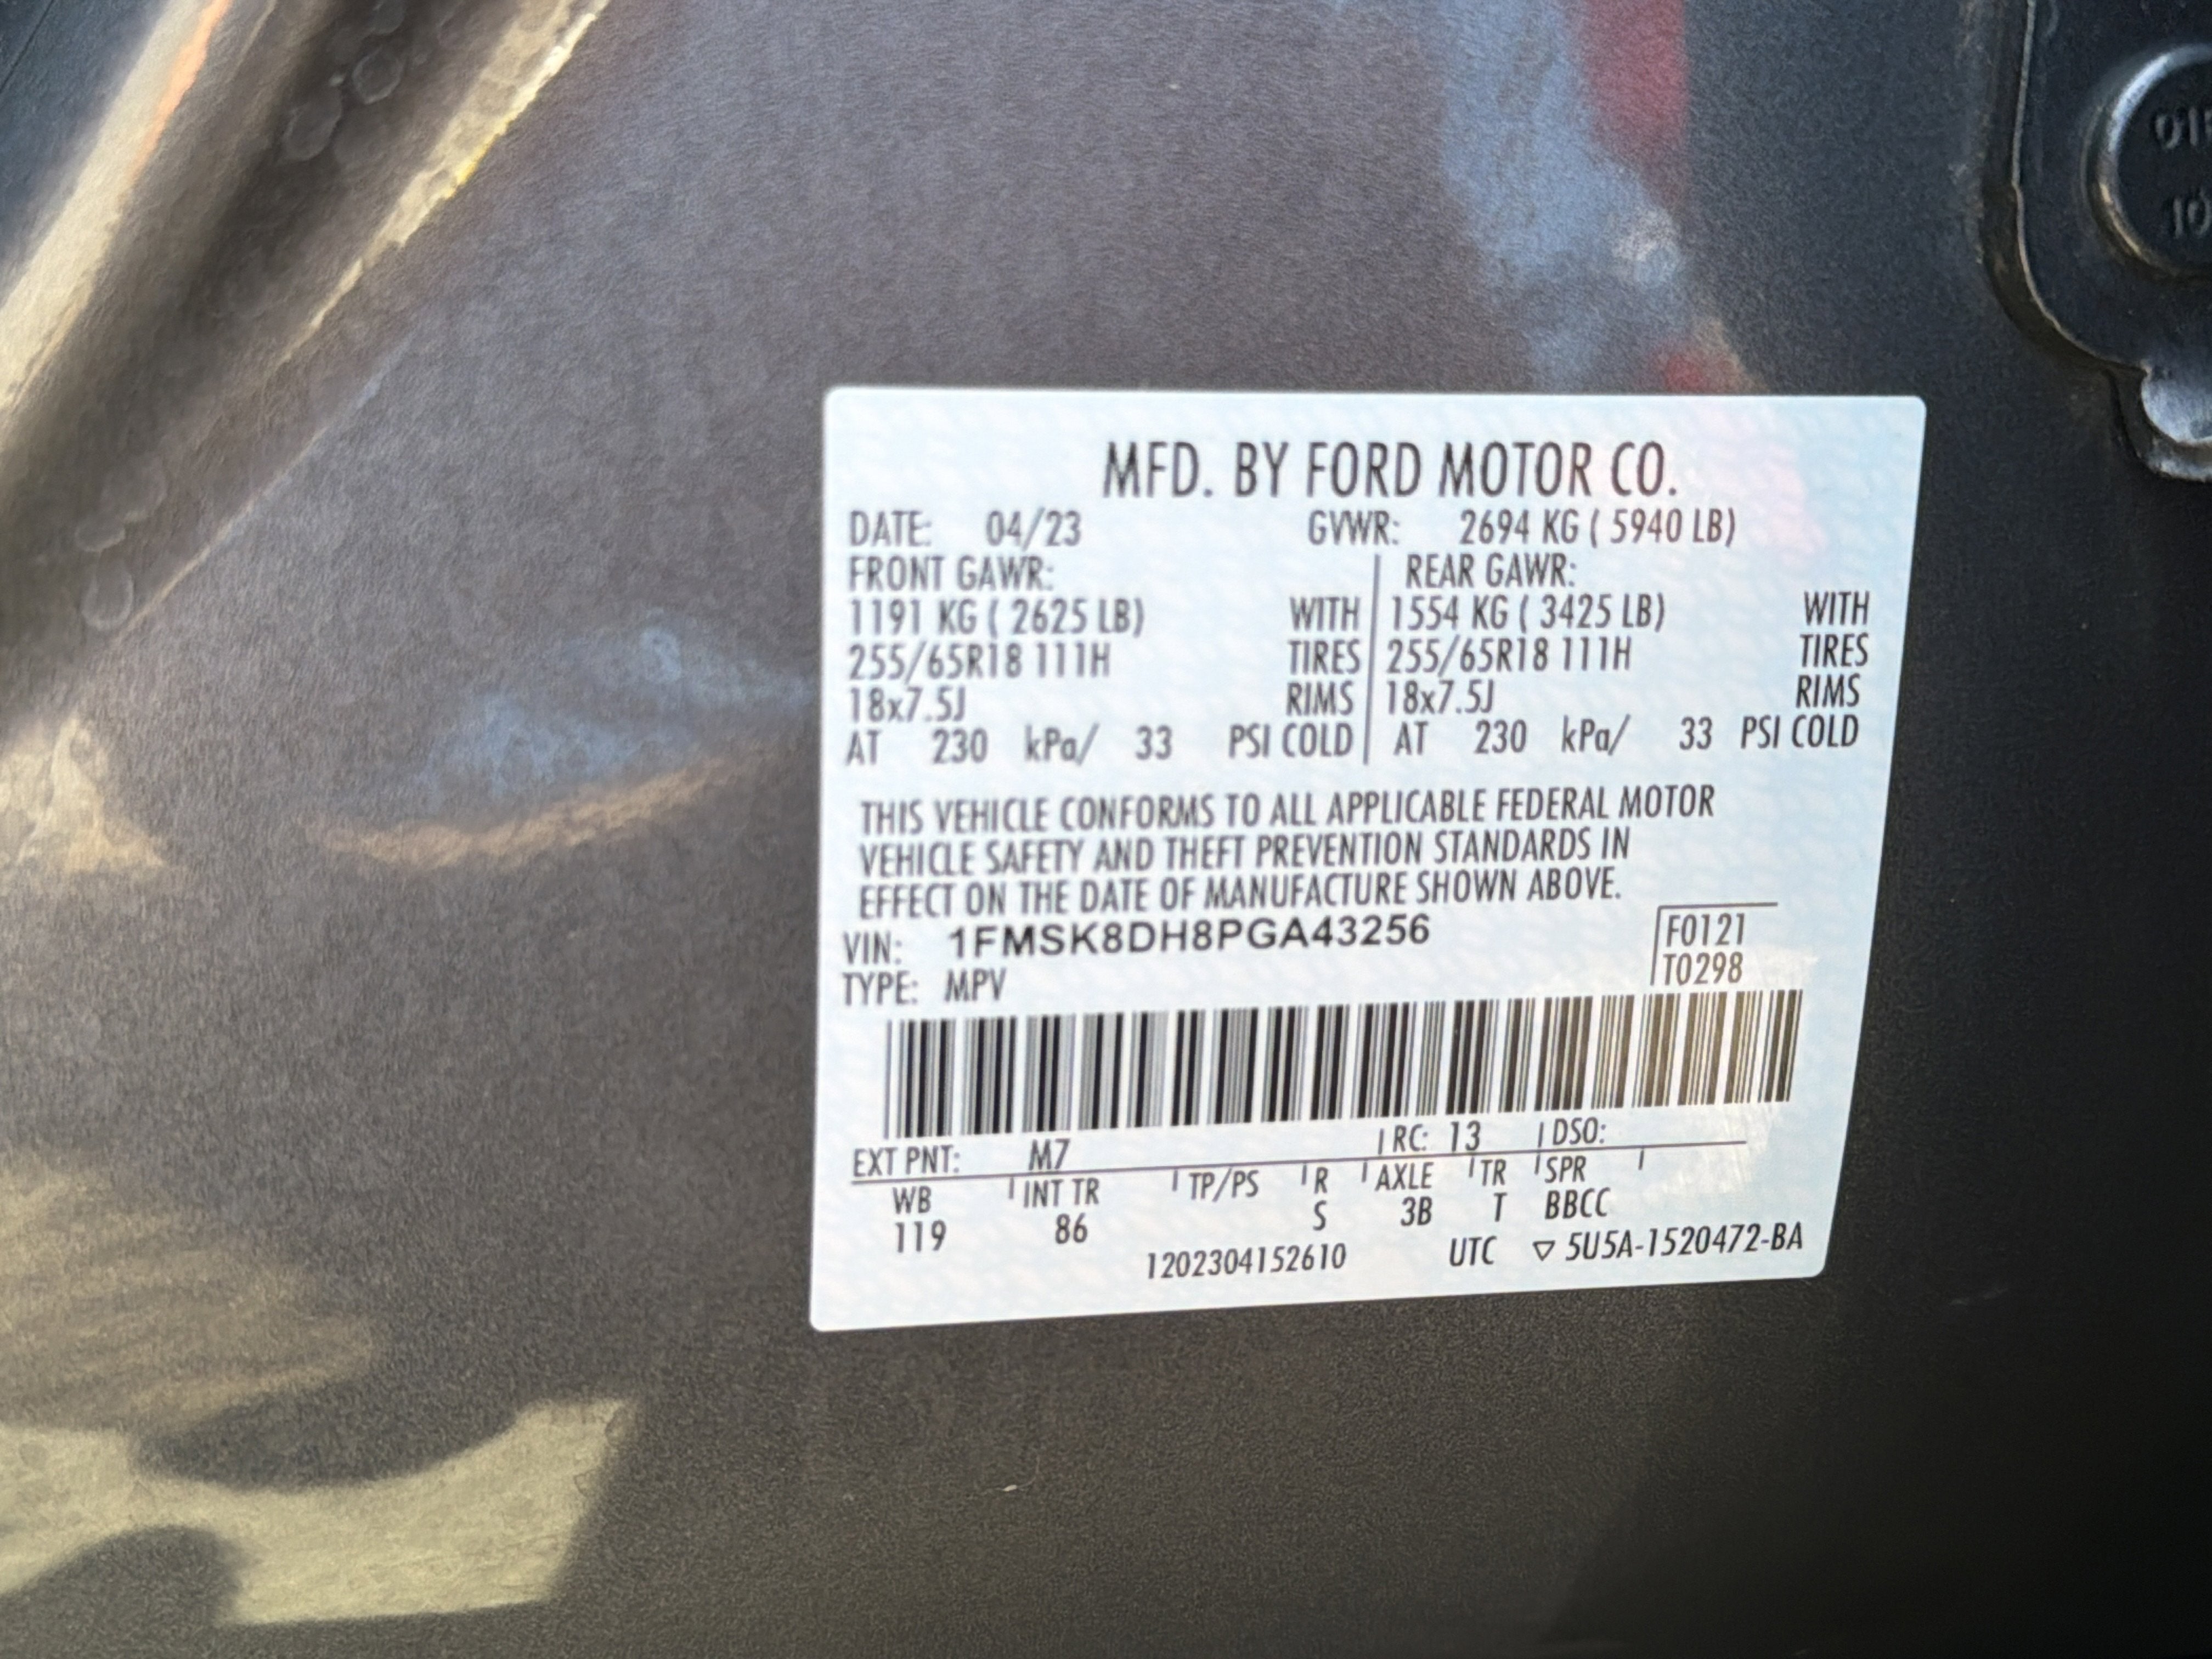 MFD. BY FORD MOTOR CO.
DATE: 04/23 GVWR: 2694 KG ( 5940 LB)
FRONT GAWR: REAR GAWR:
1191 KG ( 2625 LB) WITH 1554 KG ( 3425 LB) WITH
255/65R18 111H TIRES 255/65R18 111H TIRES
18x7.5J RIMS 18x7.5J RIMS
AT 230 kPa/ 33 PSI COLD AT 230 kPa/ 33 PSI COLD
THIS VEHICLE CONFORMS TO ALL APPLICABLE FEDERAL MOTOR
VEHICLE SAFETY AND THEFT PREVENTION STANDARDS IN
EFFECT ON THE DATE OF MANUFACTURE SHOWN ABOVE.
VIN: 1FMSK8DH8PGA43256 F0121
TYPE: MPV T0298
EXT PNT: M7 RC: 13 DSO:
WB INT TR TP/PS R AXLE TR SPR
119 86 S 3B T BBCC
1202304152610 UTC ▽ 5U5A-1520472-BA